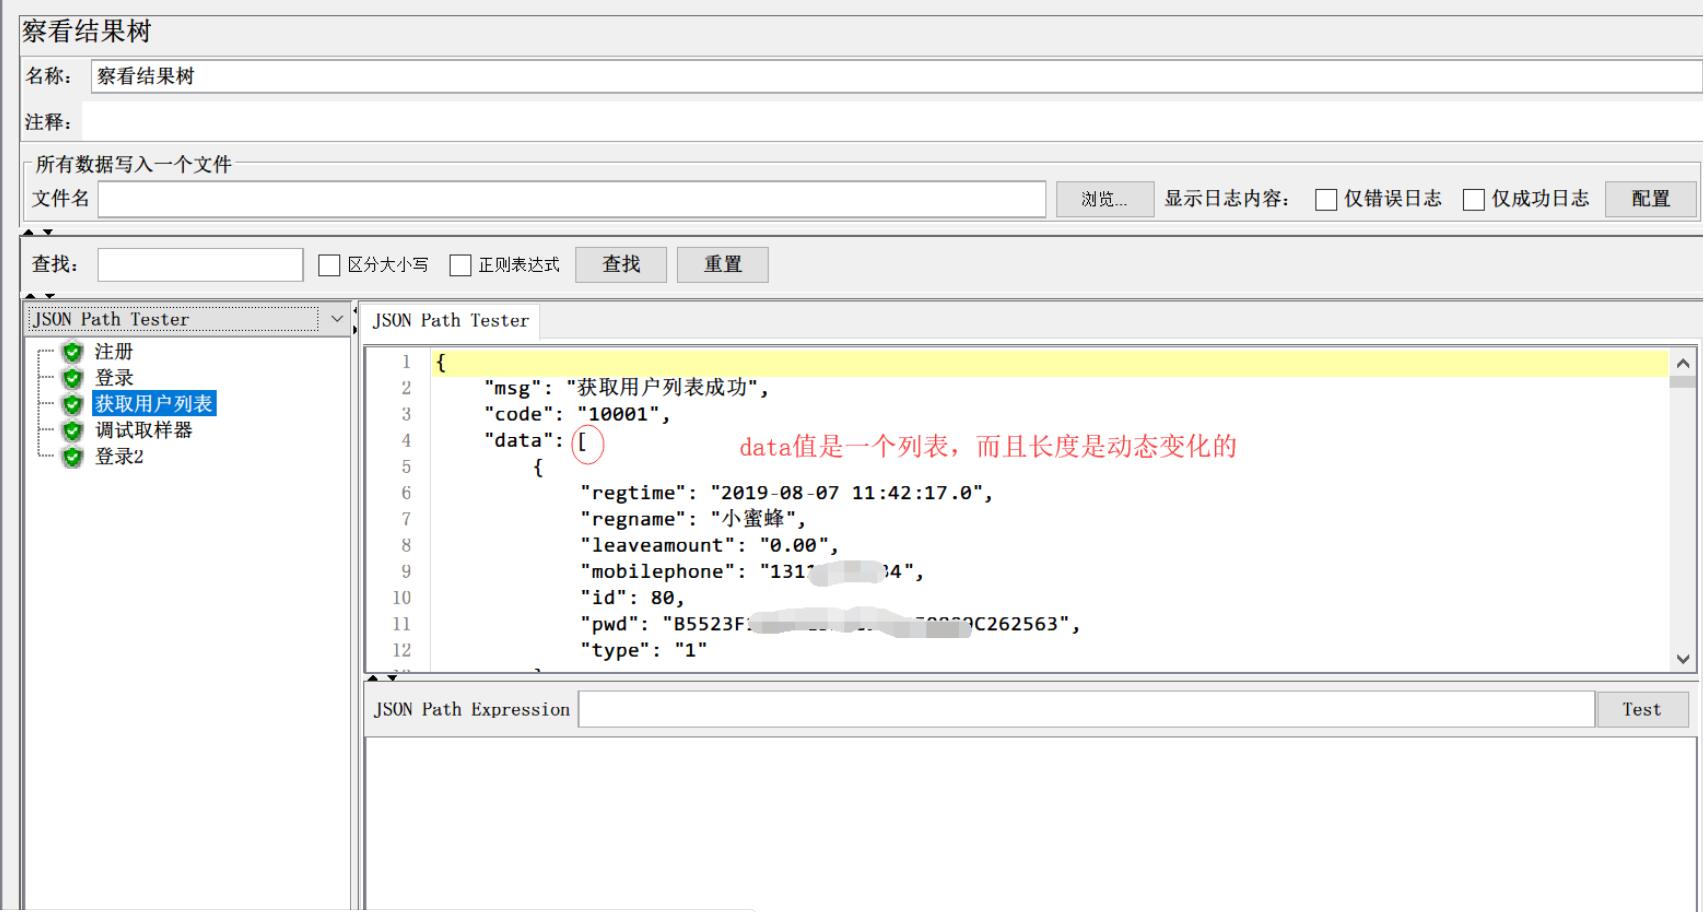 察看结果树
名称： 察看结果树
注释：
所有数据写入一个文件
文件名 浏览... 显示日志内容： 仅错误日志 仅成功日志 配置
查找： 区分大小写 正则表达式 查找 重置
JSON Path Tester
注册
登录
获取用户列表
调试取样器
登录2
JSON Path Tester
1 {
2 "msg": "获取用户列表成功",
3 "code": "10001",
4 "data": [ data值是一个列表，而且长度是动态变化的
5 {
6 "regtime": "2019-08-07 11:42:17.0",
7 "regname": "小蜜蜂",
8 "leaveamount": "0.00",
9 "mobilephone": "131 4",
10 "id": 80,
11 "pwd": "B5523F C262563",
12 "type": "1"
JSON Path Expression Test